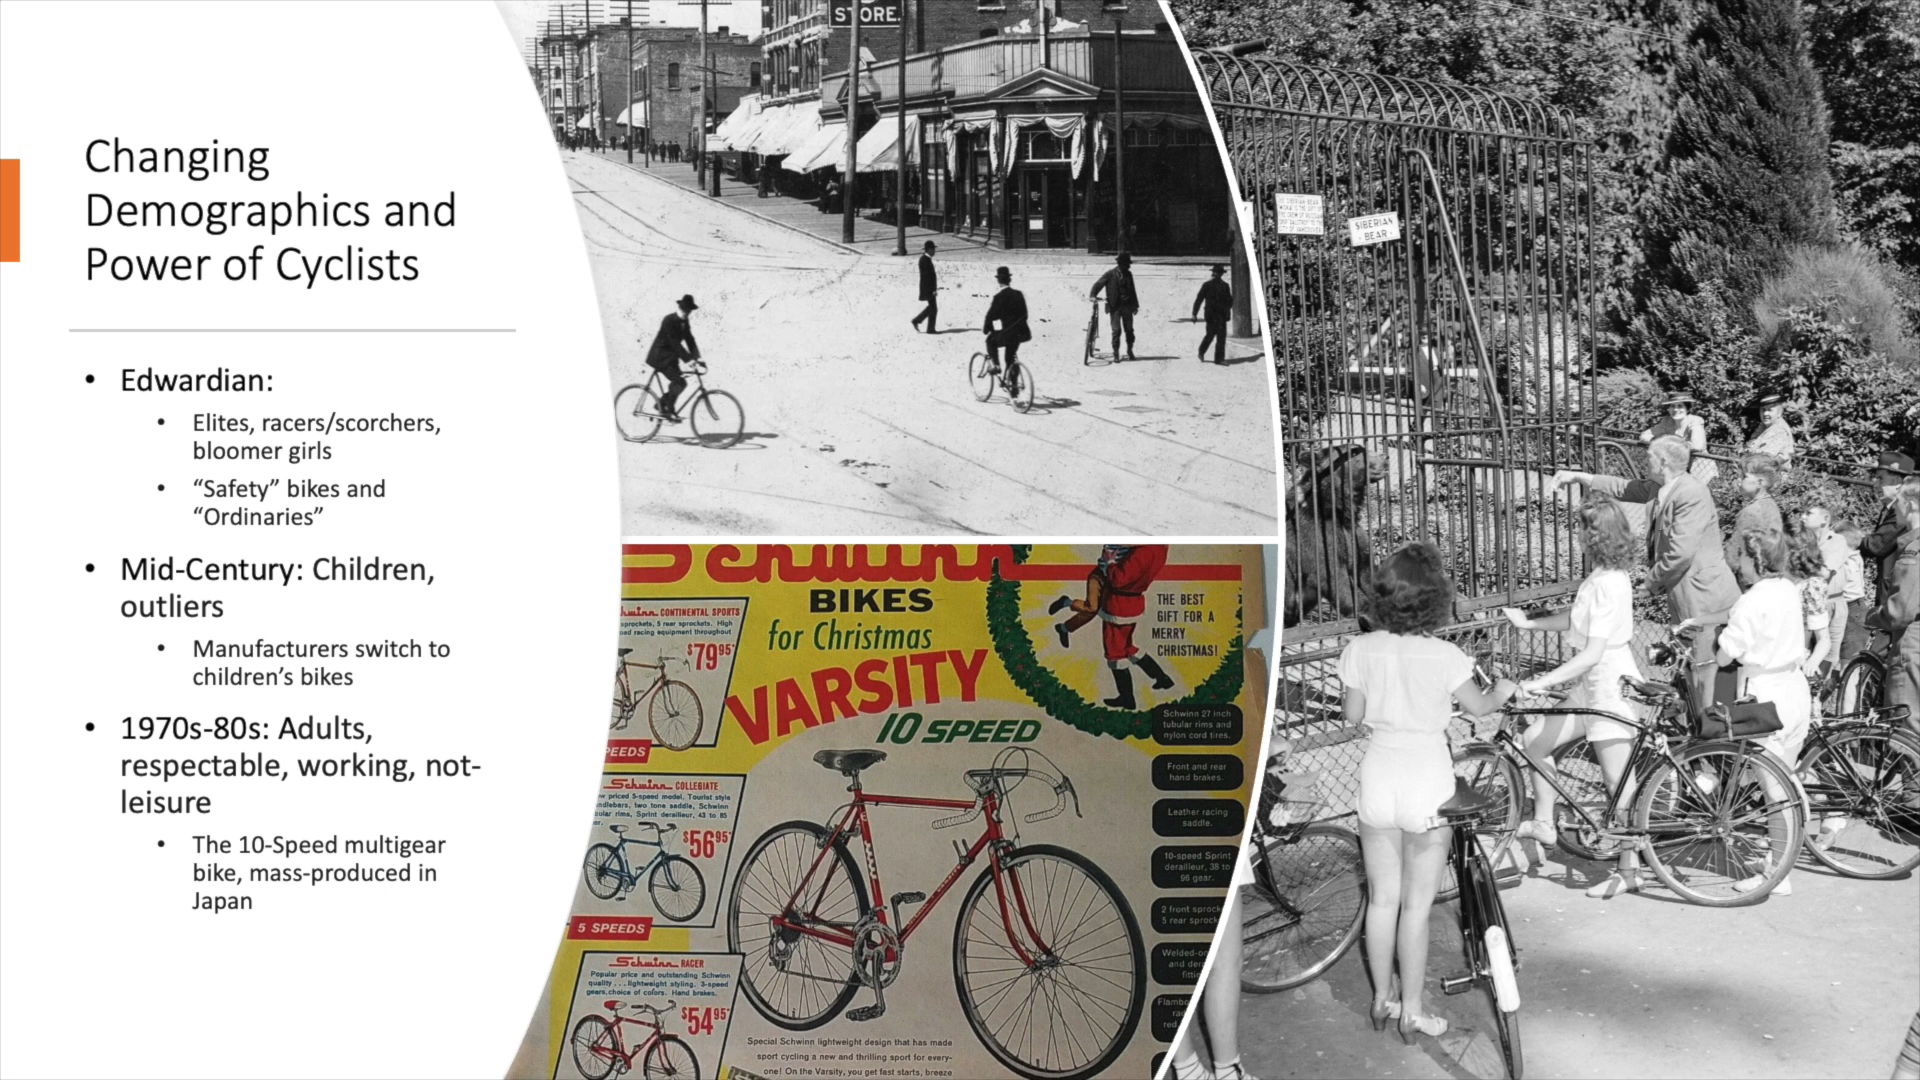 Changing
Demographics and
Power of Cyclists
• Edwardian:
• Elites, racers/scorchers,
bloomer girls
• “Safety” bikes and
“Ordinaries”
• Mid-Century: Children,
outliers
• Manufacturers switch to
children’s bikes
• 1970s-80s: Adults,
respectable, working, not-
leisure
• The 10-Speed multigear
bike, mass-produced in
Japan
STORE.
SIBERIAN
BEAR
Schwinn
BIKES
for Christmas
VARSITY
10 SPEED
THE BEST
GIFT FOR A
MERRY
CHRISTMAS!
CONTINENTAL SPORTS
sprockets, 5 rear sprockets. High
racing equipment throughout
$79.95*
EEDS
Schwinn COLLEGIATE
priced 5-speed model. Tourist style
two tone saddle, Schwinn
rims, Sprint derailleur, 43 to 85
$56.95*
5 SPEEDS
Schwinn RACER
Popular price and outstanding Schwinn
quality . . . lightweight styling. 3-speed
gears, choice of colors. Hand brakes.
$54.95*
Schwinn 27 inch
tubular rims and
nylon cord tires.
Front and rear
hand brakes.
Leather racing
saddle.
10-speed Sprint
derailleur, 38 to
96 gear.
2 front sprock
5 rear sprock
Welded-o
and der
fitti
Flambo
red
Special Schwinn lightweight design that has made
sport cycling a new and thrilling sport for every-
one! On the Varsity, you get fast starts, breeze